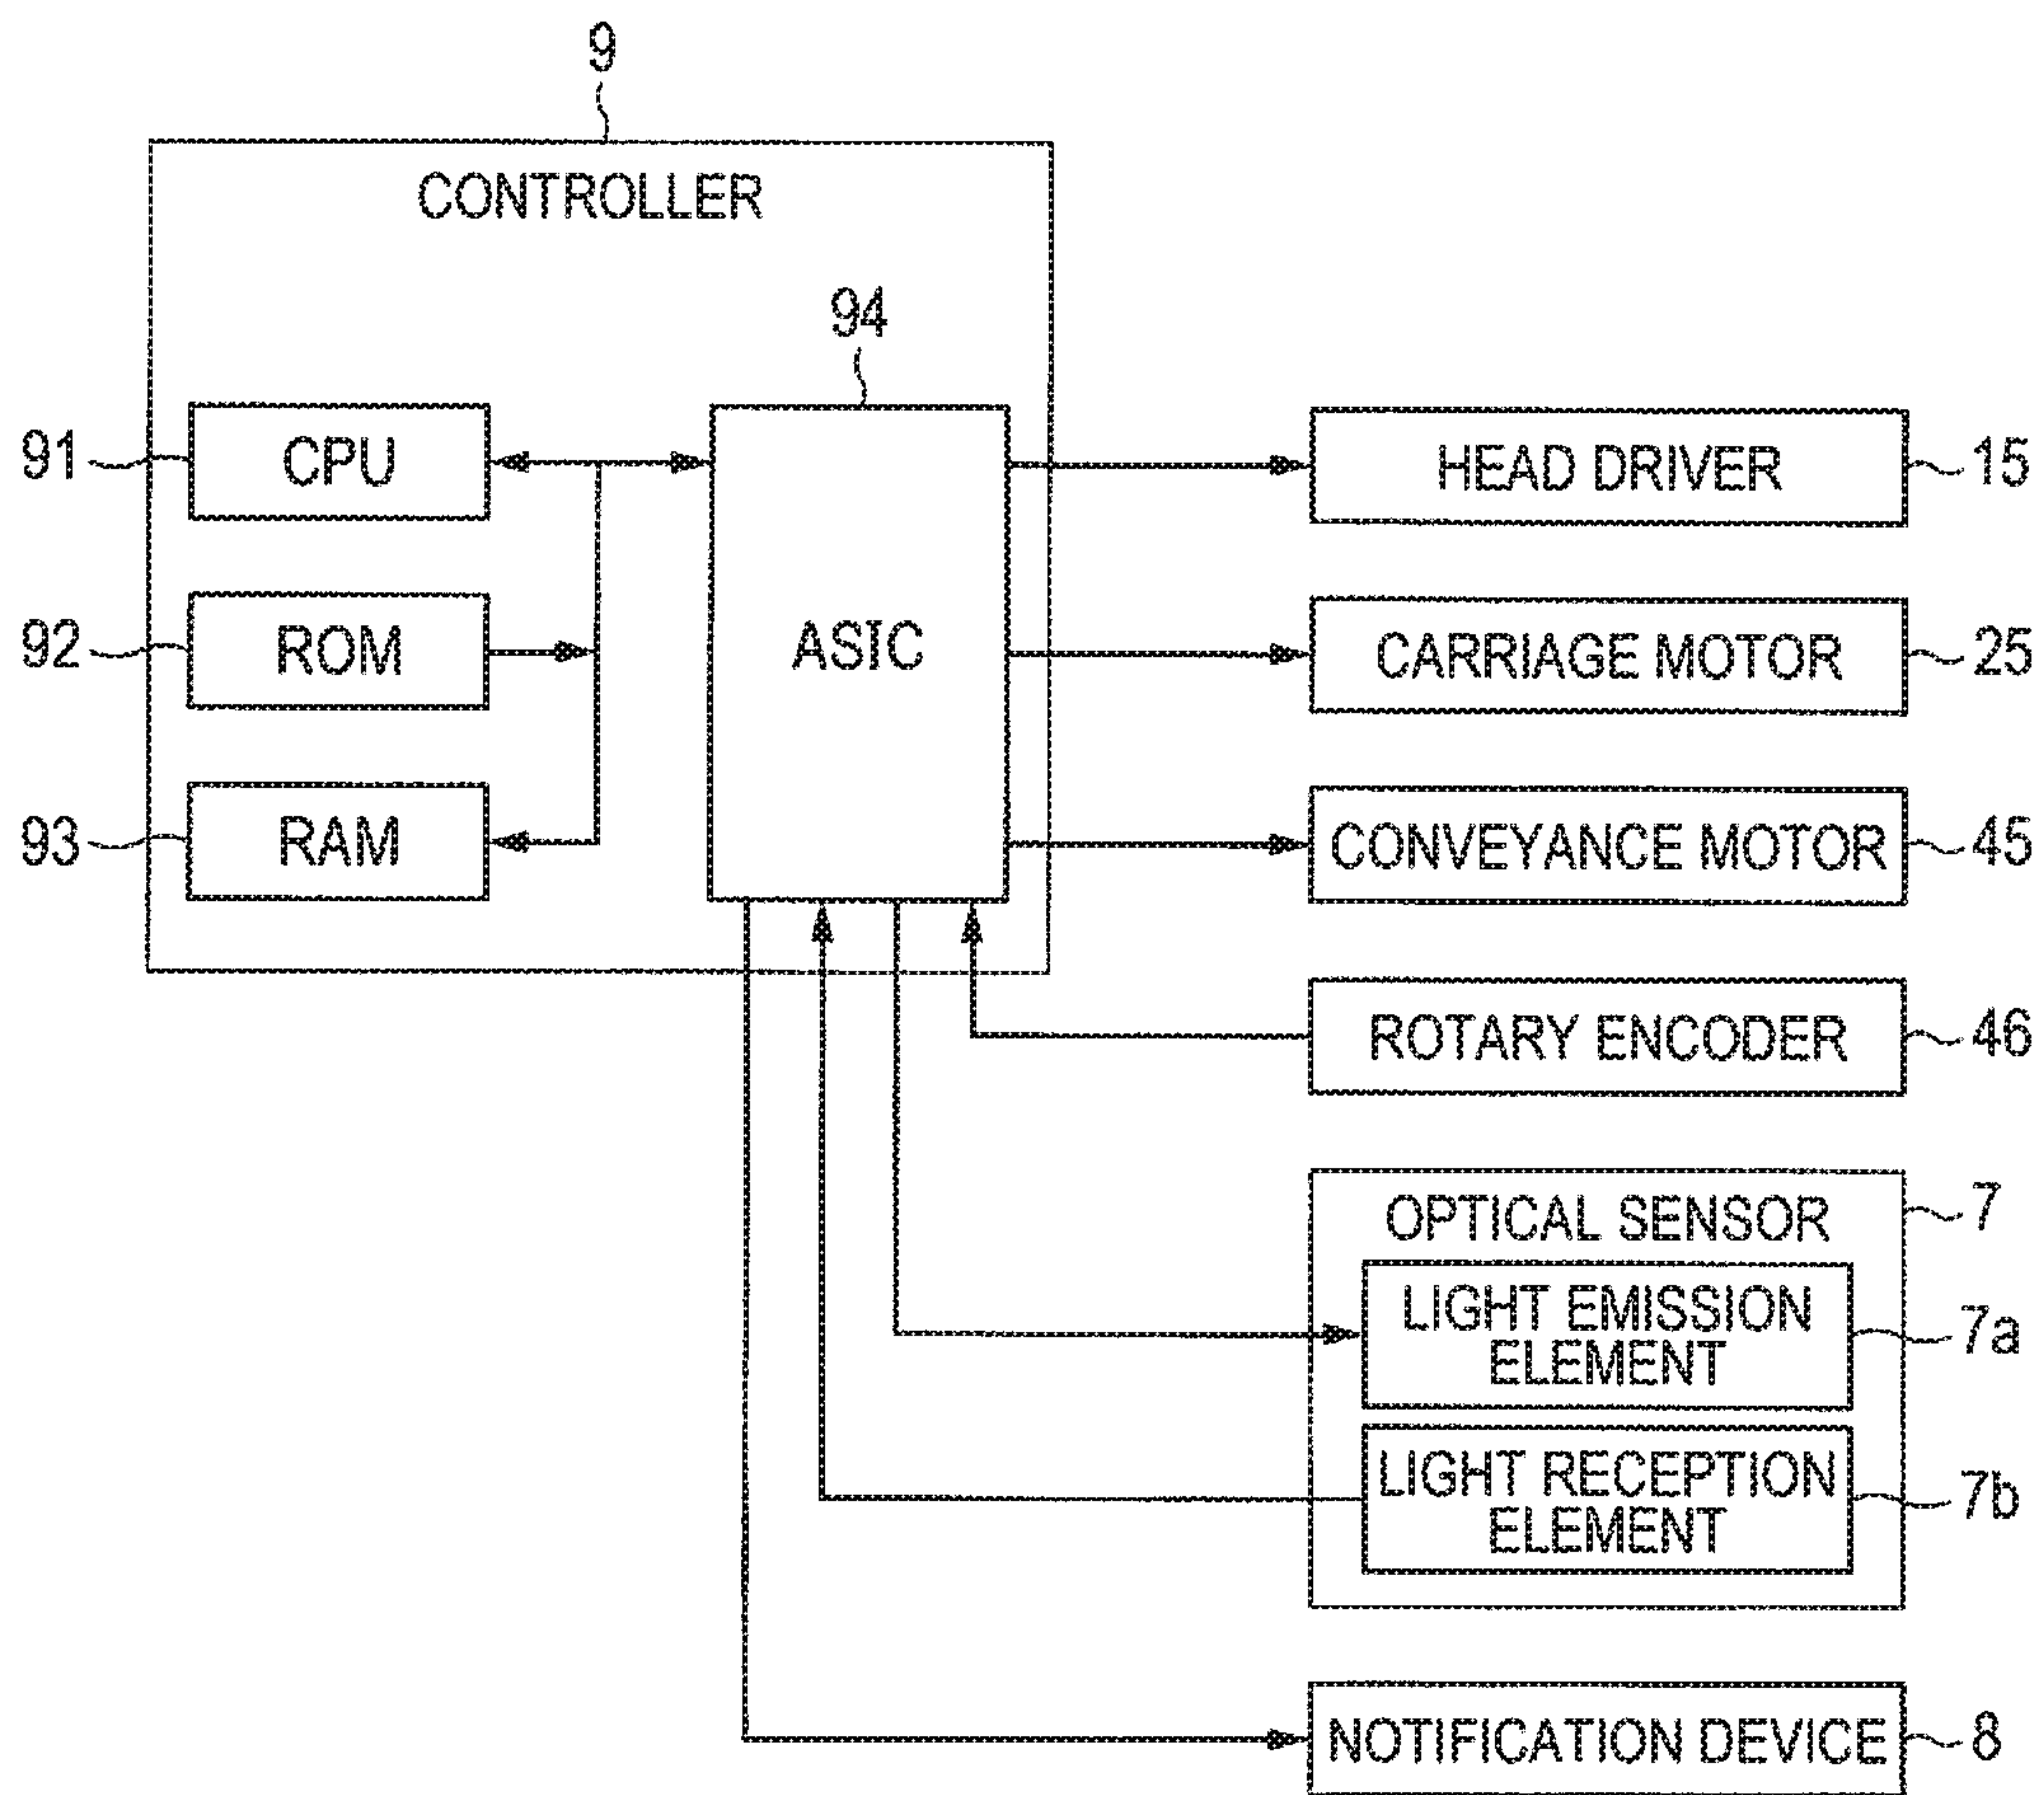 9
CONTROLLER
94
91
CPU
ASIC
HEAD DRIVER
15
92
ROM
CARRIAGE MOTOR
25
93
RAM
CONVEYANCE MOTOR
45
ROTARY ENCODER
46
OPTICAL SENSOR
7
LIGHT EMISSION
ELEMENT
7a
LIGHT RECEPTION
ELEMENT
7b
NOTIFICATION DEVICE
8